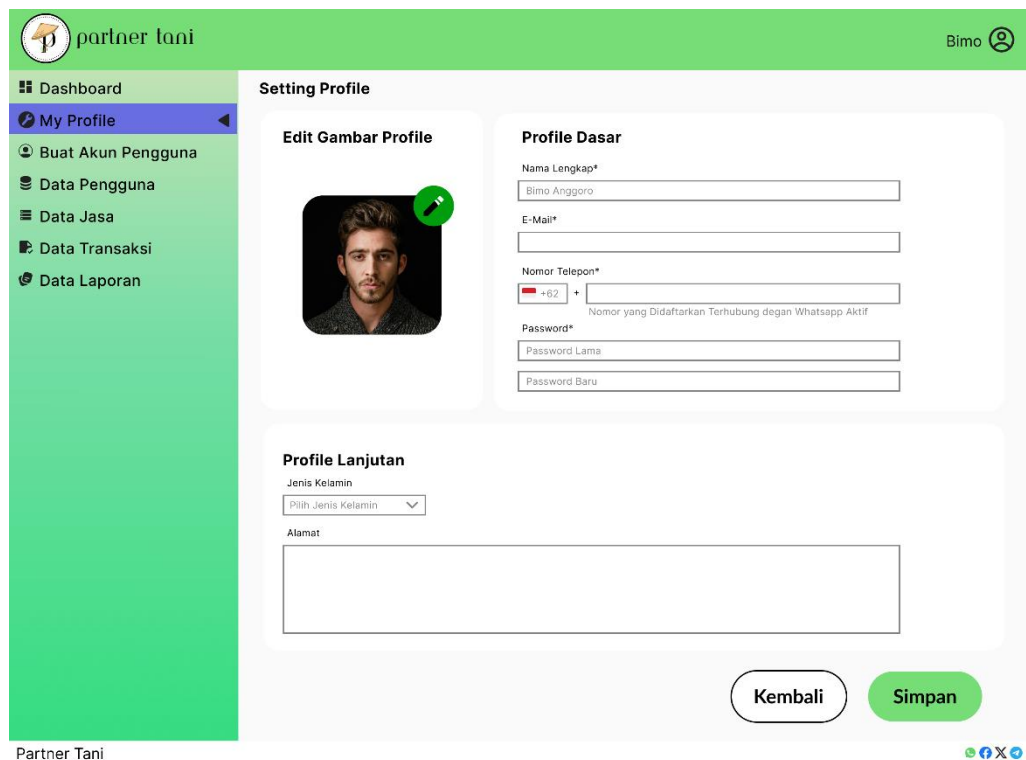 partner tani
Bimo
Dashboard
My Profile
Buat Akun Pengguna
Data Pengguna
Data Jasa
Data Transaksi
Data Laporan
Setting Profile
Edit Gambar Profile
Profile Dasar
Nama Lengkap*
Bimo Anggoro
E-Mail*
Nomor Telepon*
+62 +
Nomor yang Didaftarkan Terhubung degan Whatsapp Aktif
Password*
Password Lama
Password Baru
Profile Lanjutan
Jenis Kelamin
Pilih Jenis Kelamin
Alamat
Kembali
Simpan
Partner Tani